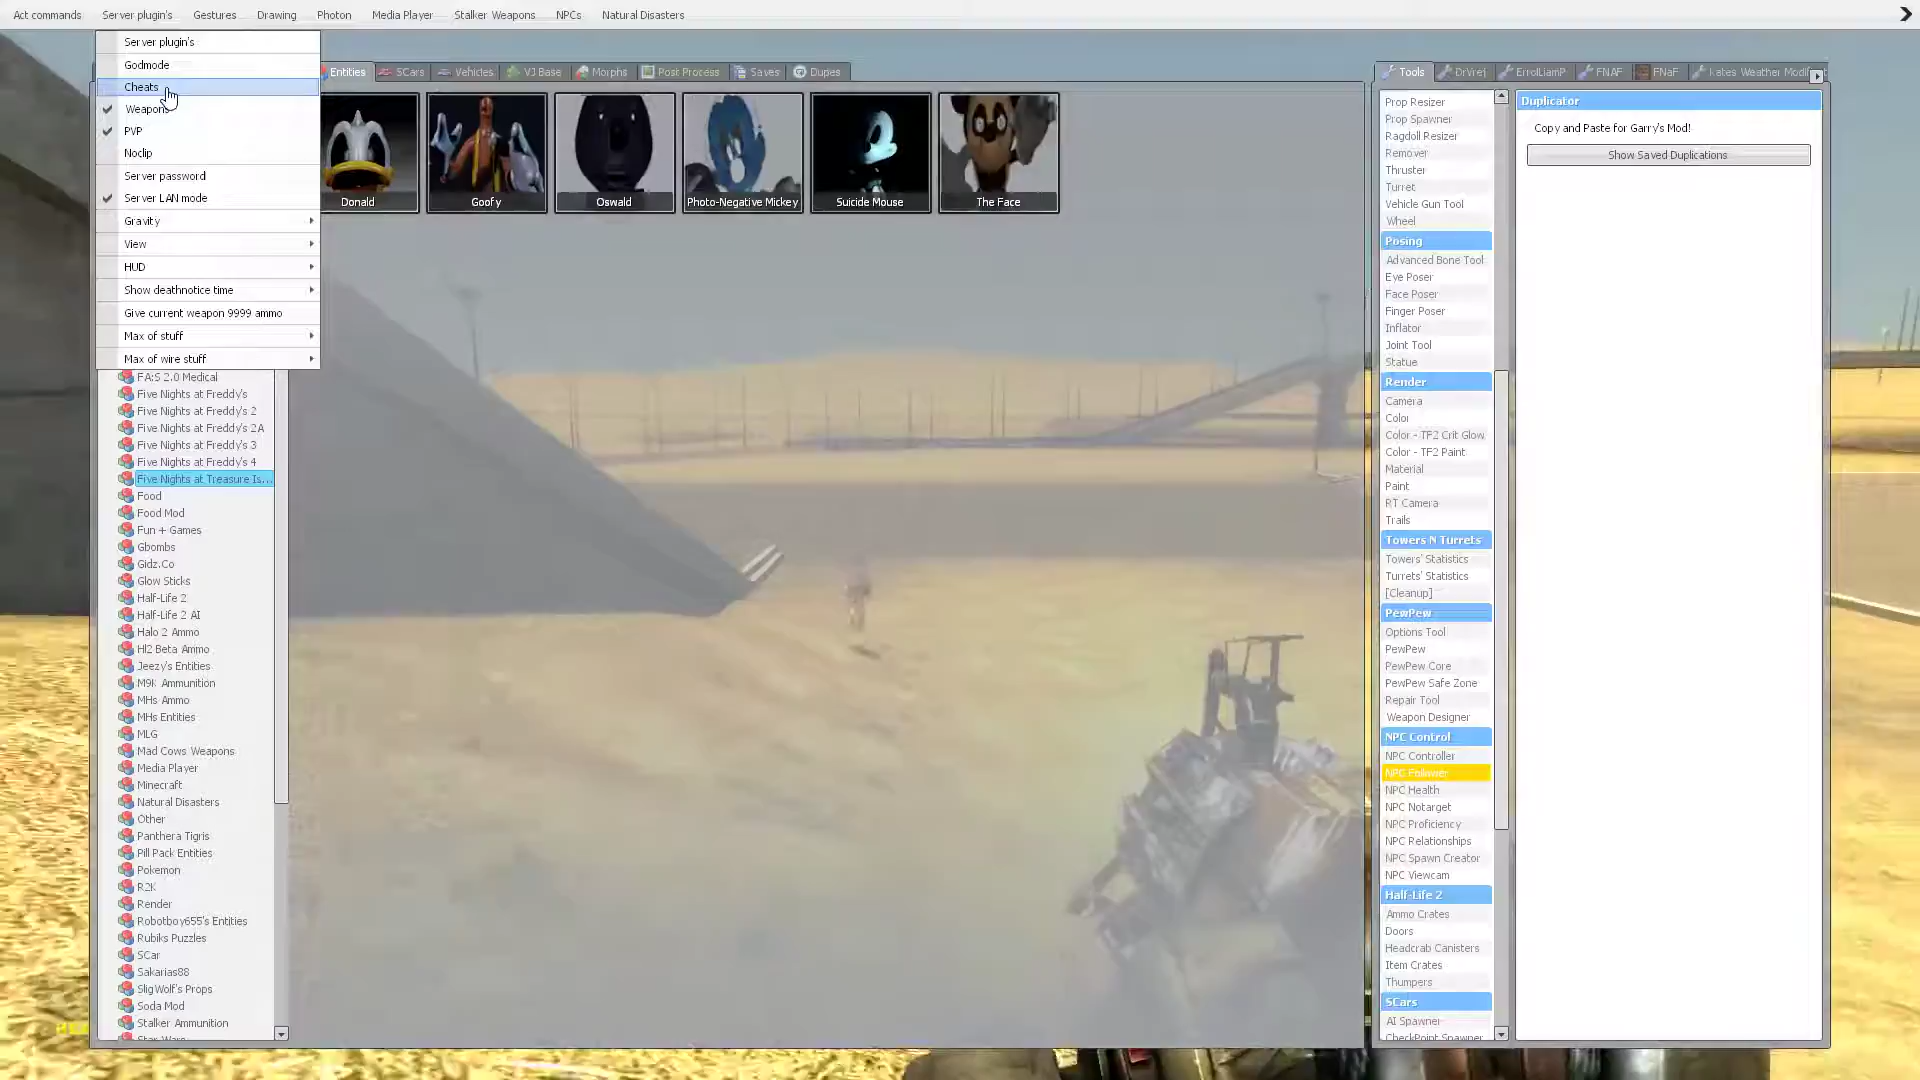 Act commands
Server plugin's
Gestures
Drawing
Photon
Media Player
Stalker Weapons
NPCs
Natural Disasters
Server plugin's
Godmode
Cheats
Weapons
PVP
Noclip
Server password
Server LAN mode
Gravity
View
HUD
Show deathnotice time
Give current weapon 9999 ammo
Max of stuff
Max of wire stuff
Entities
SCars
Vehicles
VJ Base
Morphs
Post Process
Saves
Dupes
Donald
Goofy
Oswald
Photo-Negative Mickey
Suicide Mouse
The Face
FA:S 2.0 Medical
Five Nights at Freddy's
Five Nights at Freddy's 2
Five Nights at Freddy's 2A
Five Nights at Freddy's 3
Five Nights at Freddy's 4
Five Nights at Treasure Is...
Food
Food Mod
Fun + Games
Gbombs
Gidz.Co
Glow Sticks
Half-Life 2
Half-Life 2 AI
Halo 2 Ammo
Hl2 Beta Ammo
Jeezy's Entities
M9K Ammunition
MHs Ammo
MHs Entities
MLG
Mad Cows Weapons
Media Player
Minecraft
Natural Disasters
Other
Panthera Tigris
Pill Pack Entities
Pokemon
R2K
Render
Robotboy655's Entities
Rubiks Puzzles
SCar
Sakarias88
SligWolf's Props
Soda Mod
Stalker Ammunition
Tools
DrVrej
ErrolLiamP
FNAF
FNaF
Kates Weather Modif
Prop Resizer
Prop Spawner
Ragdoll Resizer
Remover
Thruster
Turret
Vehicle Gun Tool
Wheel
Posing
Advanced Bone Tool
Eye Poser
Face Poser
Finger Poser
Inflator
Joint Tool
Statue
Render
Camera
Color
Color - TF2 Crit Glow
Color - TF2 Paint
Material
Paint
RT Camera
Trails
Towers N Turrets
Towers' Statistics
Turrets' Statistics
[Cleanup]
PewPew
Options Tool
PewPew
PewPew Core
PewPew Safe Zone
Repair Tool
Weapon Designer
NPC Control
NPC Controller
NPC Follower
NPC Health
NPC Notarget
NPC Proficiency
NPC Relationships
NPC Spawn Creator
NPC Viewcam
Half-Life 2
Ammo Crates
Doors
Headcrab Canisters
Item Crates
Thumpers
SCars
AI Spawner
CheckPoint Spawner
Duplicator
Copy and Paste for Garry's Mod!
Show Saved Duplications